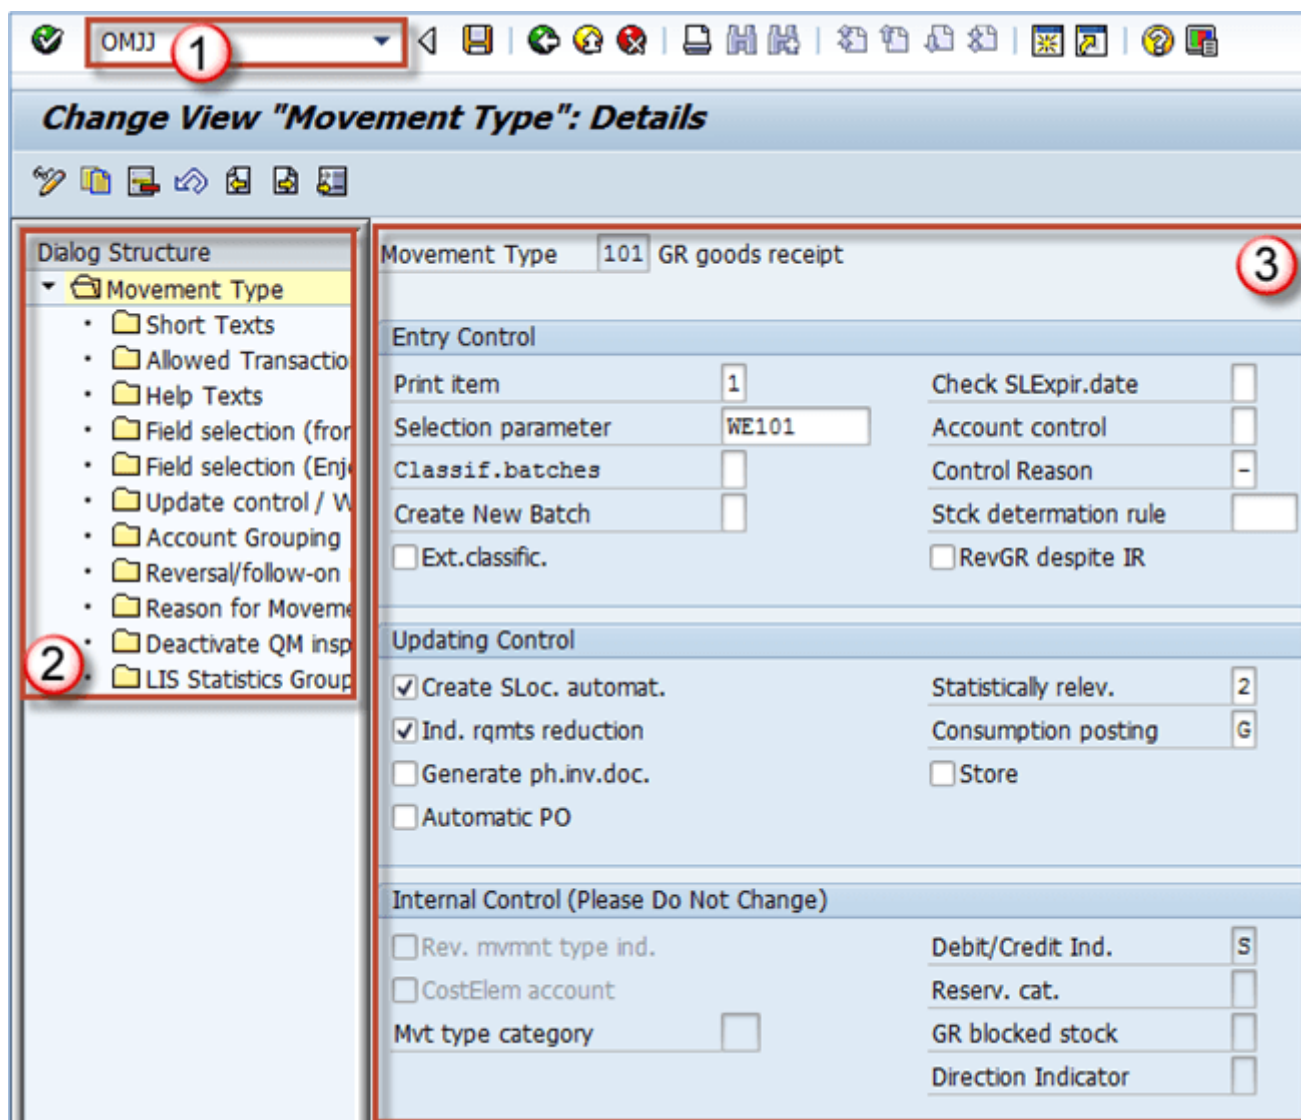 OMJJ
1
Change View "Movement Type": Details
Dialog Structure
Movement Type
Short Texts
Allowed Transactio
Help Texts
Field selection (fror
Field selection (Enj
Update control / W
Account Grouping
Reversal/follow-on
Reason for Moveme
Deactivate QM insp
LIS Statistics Group
2
Movement Type 101 GR goods receipt
3
Entry Control
Print item 1 Check SLExpir.date
Selection parameter WE101 Account control
Classif.batches Control Reason -
Create New Batch Stck determation rule
Ext.classific. RevGR despite IR
Updating Control
Create SLoc. automat. Statistically relev. 2
Ind. rqmts reduction Consumption posting G
Generate ph.inv.doc. Store
Automatic PO
Internal Control (Please Do Not Change)
Rev. mvmnt type ind. Debit/Credit Ind. S
CostElem account Reserv. cat.
Mvt type category GR blocked stock
Direction Indicator